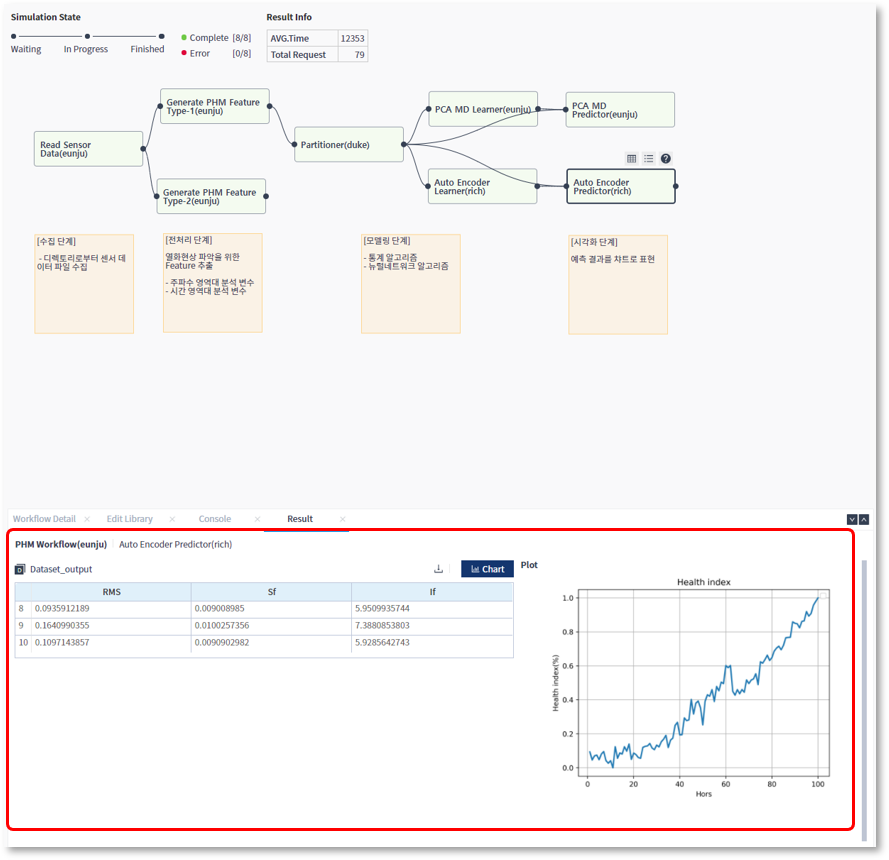 Simulation State
Waiting
In Progress
Finished
Complete [8/8]
Error [0/8]
Result Info
AVG.Time 12353
Total Request 79
Read Sensor
Data(eunju)
Generate PHM Feature
Type-1(eunju)
Generate PHM Feature
Type-2(eunju)
Partitioner(duke)
PCA MD Learner(eunju)
PCA MD
Predictor(eunju)
Auto Encoder
Learner(rich)
Auto Encoder
Predictor(rich)
[수집 단계]
- 디렉토리로부터 센서 데
이터 파일 수집
[전처리 단계]
열화현상 파악을 위한
Feature 추출
- 주파수 영역대 분석 변수
- 시간 영역대 분석 변수
[모델링 단계]
- 통계 알고리즘
- 뉴럴네트워크 알고리즘
[시각화 단계]
예측 결과를 차트로 표현
Workflow Detail
Edit Library
Console
Result
PHM Workflow(eunju) Auto Encoder Predictor(rich)
Dataset_output
Chart
RMS Sf If
8 0.0935912189 0.009008985 5.9509935744
9 0.1640990355 0.0100257356 7.3880853803
10 0.1097143857 0.0090902982 5.9285642743
Plot
Health index
Health index(%)
1.0
0.8
0.6
0.4
0.2
0.0
0 20 40 60 80 100
Hors